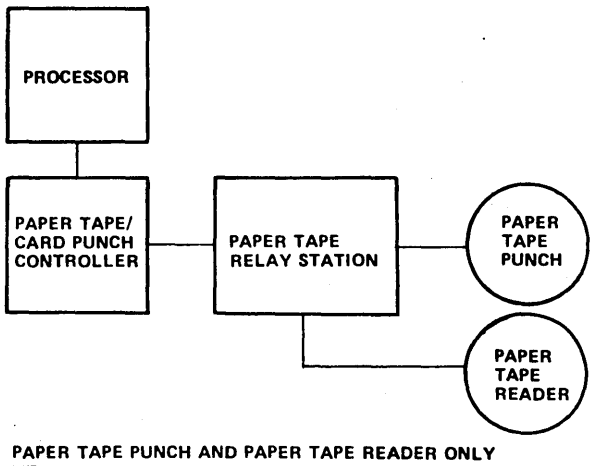 PROCESSOR
PAPER TAPE/
CARD PUNCH
CONTROLLER
PAPER TAPE
RELAY STATION
PAPER
TAPE
PUNCH
PAPER
TAPE
READER
PAPER TAPE PUNCH AND PAPER TAPE READER ONLY